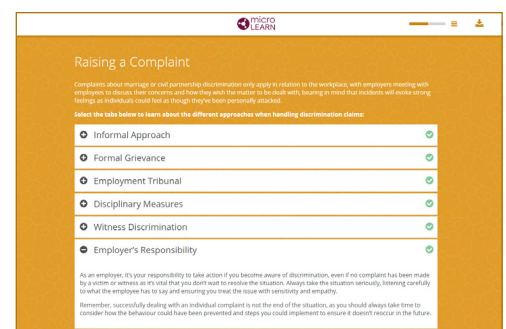 micro
LEARN
Raising a Complaint
Complaints about marriage or civil partnership discrimination only apply in relation to the workplace, with employers meeting with
employees to discuss their concerns and how they wish the matter to be dealt with, bearing in mind that incidents will evoke strong
feelings as individuals could feel as though they've been personally attacked.
Select the tabs below to learn about the different approaches when handling discrimination claims:
Informal Approach
Formal Grievance
Employment Tribunal
Disciplinary Measures
Witness Discrimination
Employer's Responsibility
As an employer, it's your responsibility to take action if you become aware of discrimination, even if no complaint has been made
by a victim or witness as it's vital that you don't wait to resolve the situation. Always take the situation seriously, listening carefully
to what the employee has to say and ensuring you treat the issue with sensitivity and empathy.
Remember, successfully dealing with an individual complaint is not the end of the situation, as you should always take time to
consider how the behaviour could have been prevented and steps you could implement to ensure it doesn't reoccur in the future.